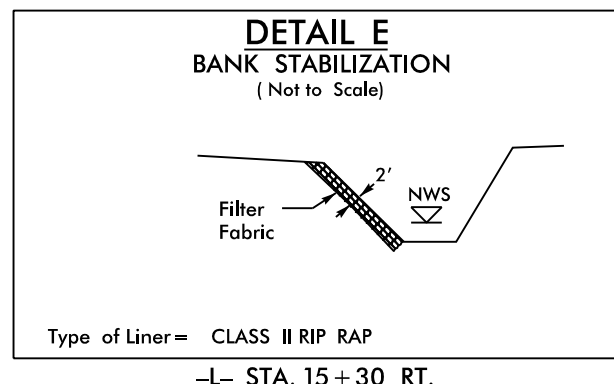 DETAIL E
BANK STABILIZATION
( Not to Scale)
2'
NWS
Filter
Fabric
Type of Liner = CLASS II RIP RAP
-L- STA. 15+30 RT.